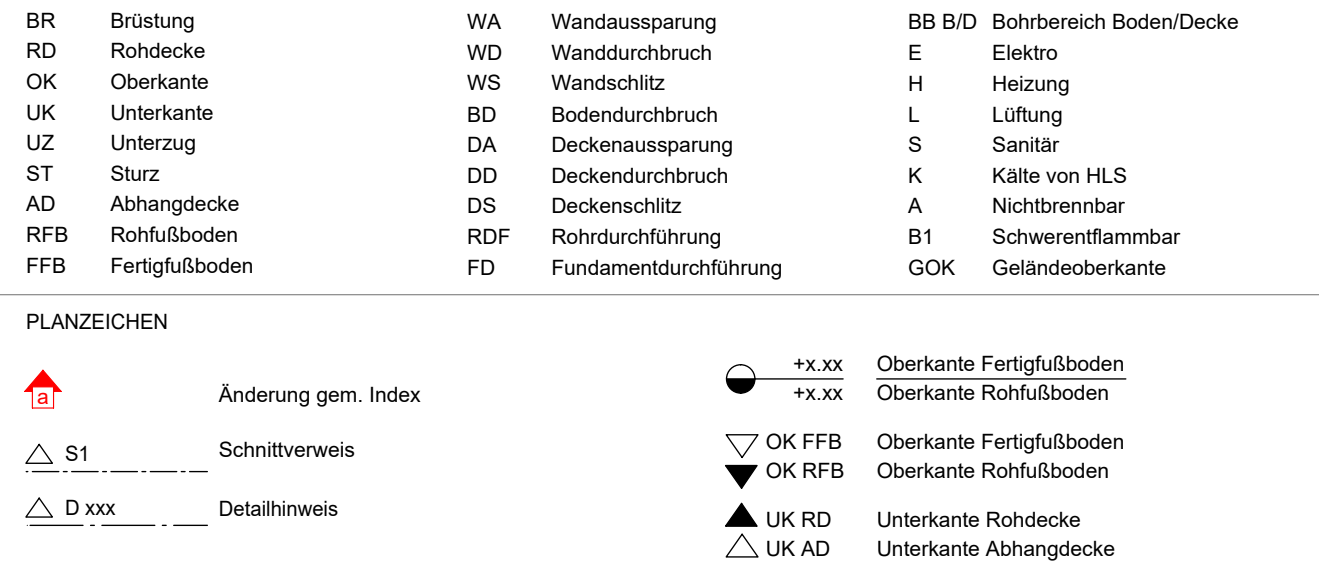 BR Brüstung
RD Rohdecke
OK Oberkante
UK Unterkante
UZ Unterzug
ST Sturz
AD Abhangdecke
RFB Rohfußboden
FFB Fertigfußboden
WA Wandaussparung
WD Wanddurchbruch
WS Wandschlitz
BD Bodendurchbruch
DA Deckenaussparung
DD Deckendurchbruch
DS Deckenschlitz
RDF Rohrdurchführung
FD Fundamentdurchführung
BB B/D Bohrbereich Boden/Decke
E Elektro
H Heizung
L Lüftung
S Sanitär
K Kälte von HLS
A Nichtbrennbar
B1 Schwerentflammbar
GOK Geländeoberkante
PLANZEICHEN
a Änderung gem. Index
S1 Schnittverweis
D xxx Detailhinweis
+x.xx Oberkante Fertigfußboden
+x.xx Oberkante Rohfußboden
OK FFB Oberkante Fertigfußboden
OK RFB Oberkante Rohfußboden
UK RD Unterkante Rohdecke
UK AD Unterkante Abhangdecke